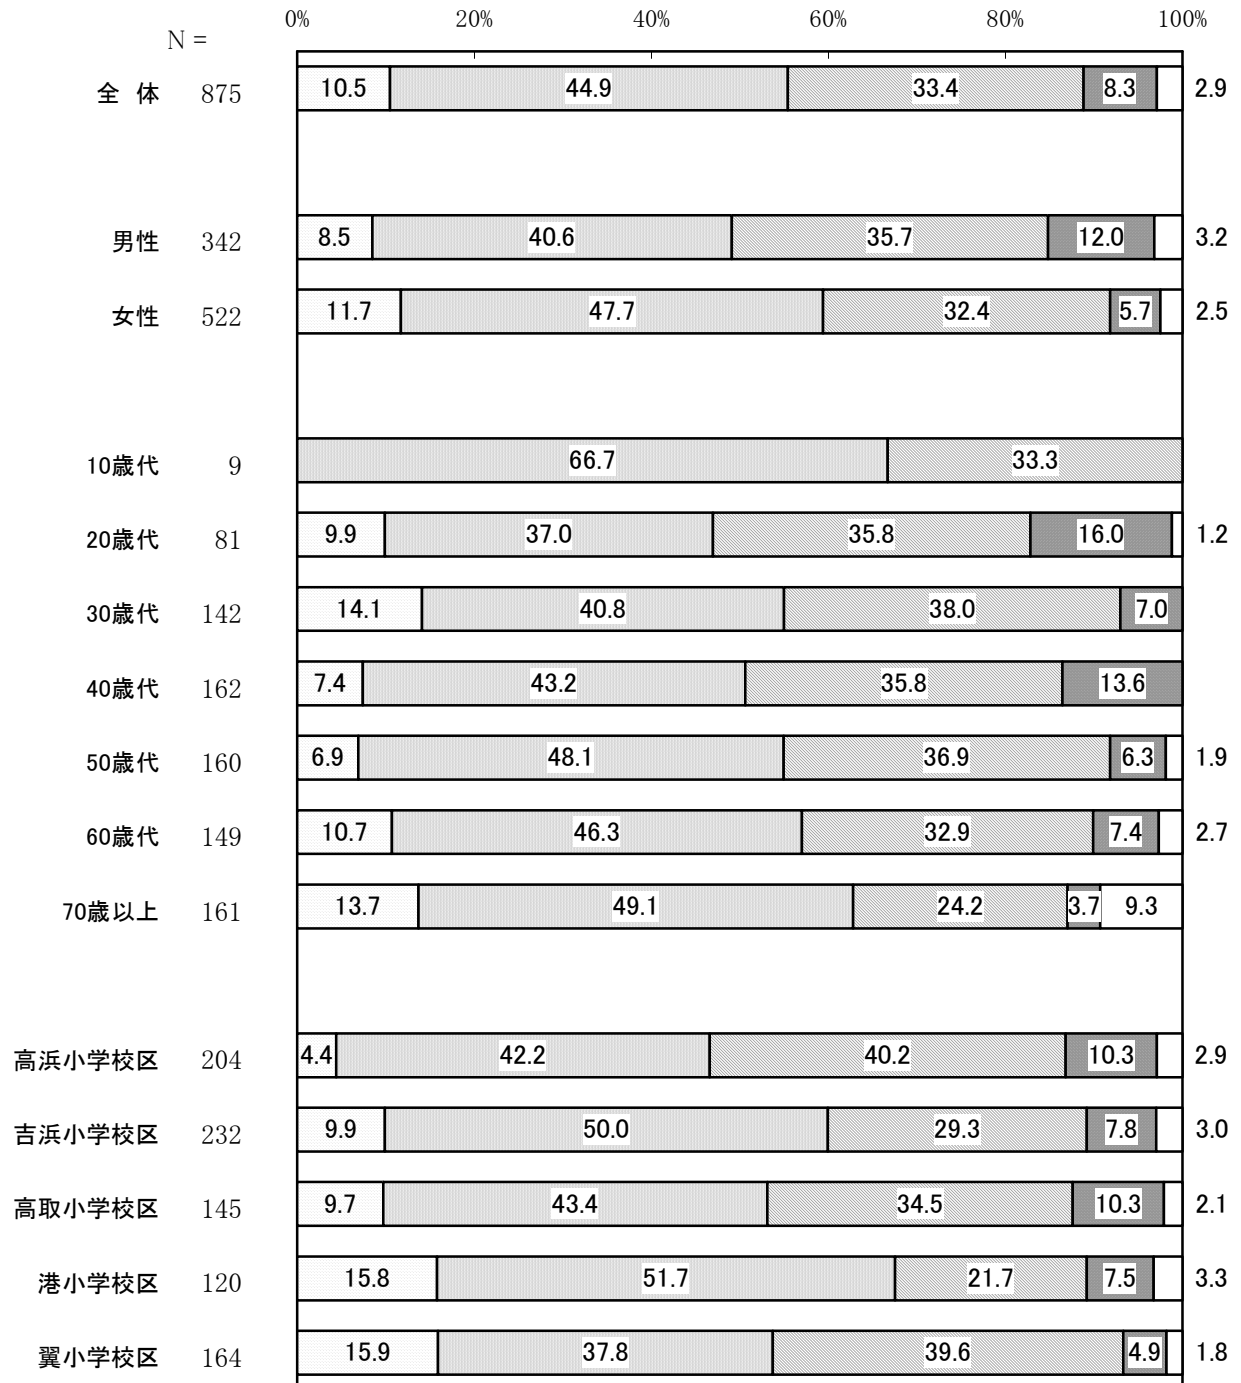 0% 20% 40% 60% 80% 100%
N =
全 体 875 10.5 44.9 33.4 8.3 2.9
男性 342 8.5 40.6 35.7 12.0 3.2
女性 522 11.7 47.7 32.4 5.7 2.5
10歳代 9 66.7 33.3
20歳代 81 9.9 37.0 35.8 16.0 1.2
30歳代 142 14.1 40.8 38.0 7.0
40歳代 162 7.4 43.2 35.8 13.6
50歳代 160 6.9 48.1 36.9 6.3 1.9
60歳代 149 10.7 46.3 32.9 7.4 2.7
70歳以上 161 13.7 49.1 24.2 3.7 9.3
高浜小学校区 204 4.4 42.2 40.2 10.3 2.9
吉浜小学校区 232 9.9 50.0 29.3 7.8 3.0
高取小学校区 145 9.7 43.4 34.5 10.3 2.1
港小学校区 120 15.8 51.7 21.7 7.5 3.3
翼小学校区 164 15.9 37.8 39.6 4.9 1.8